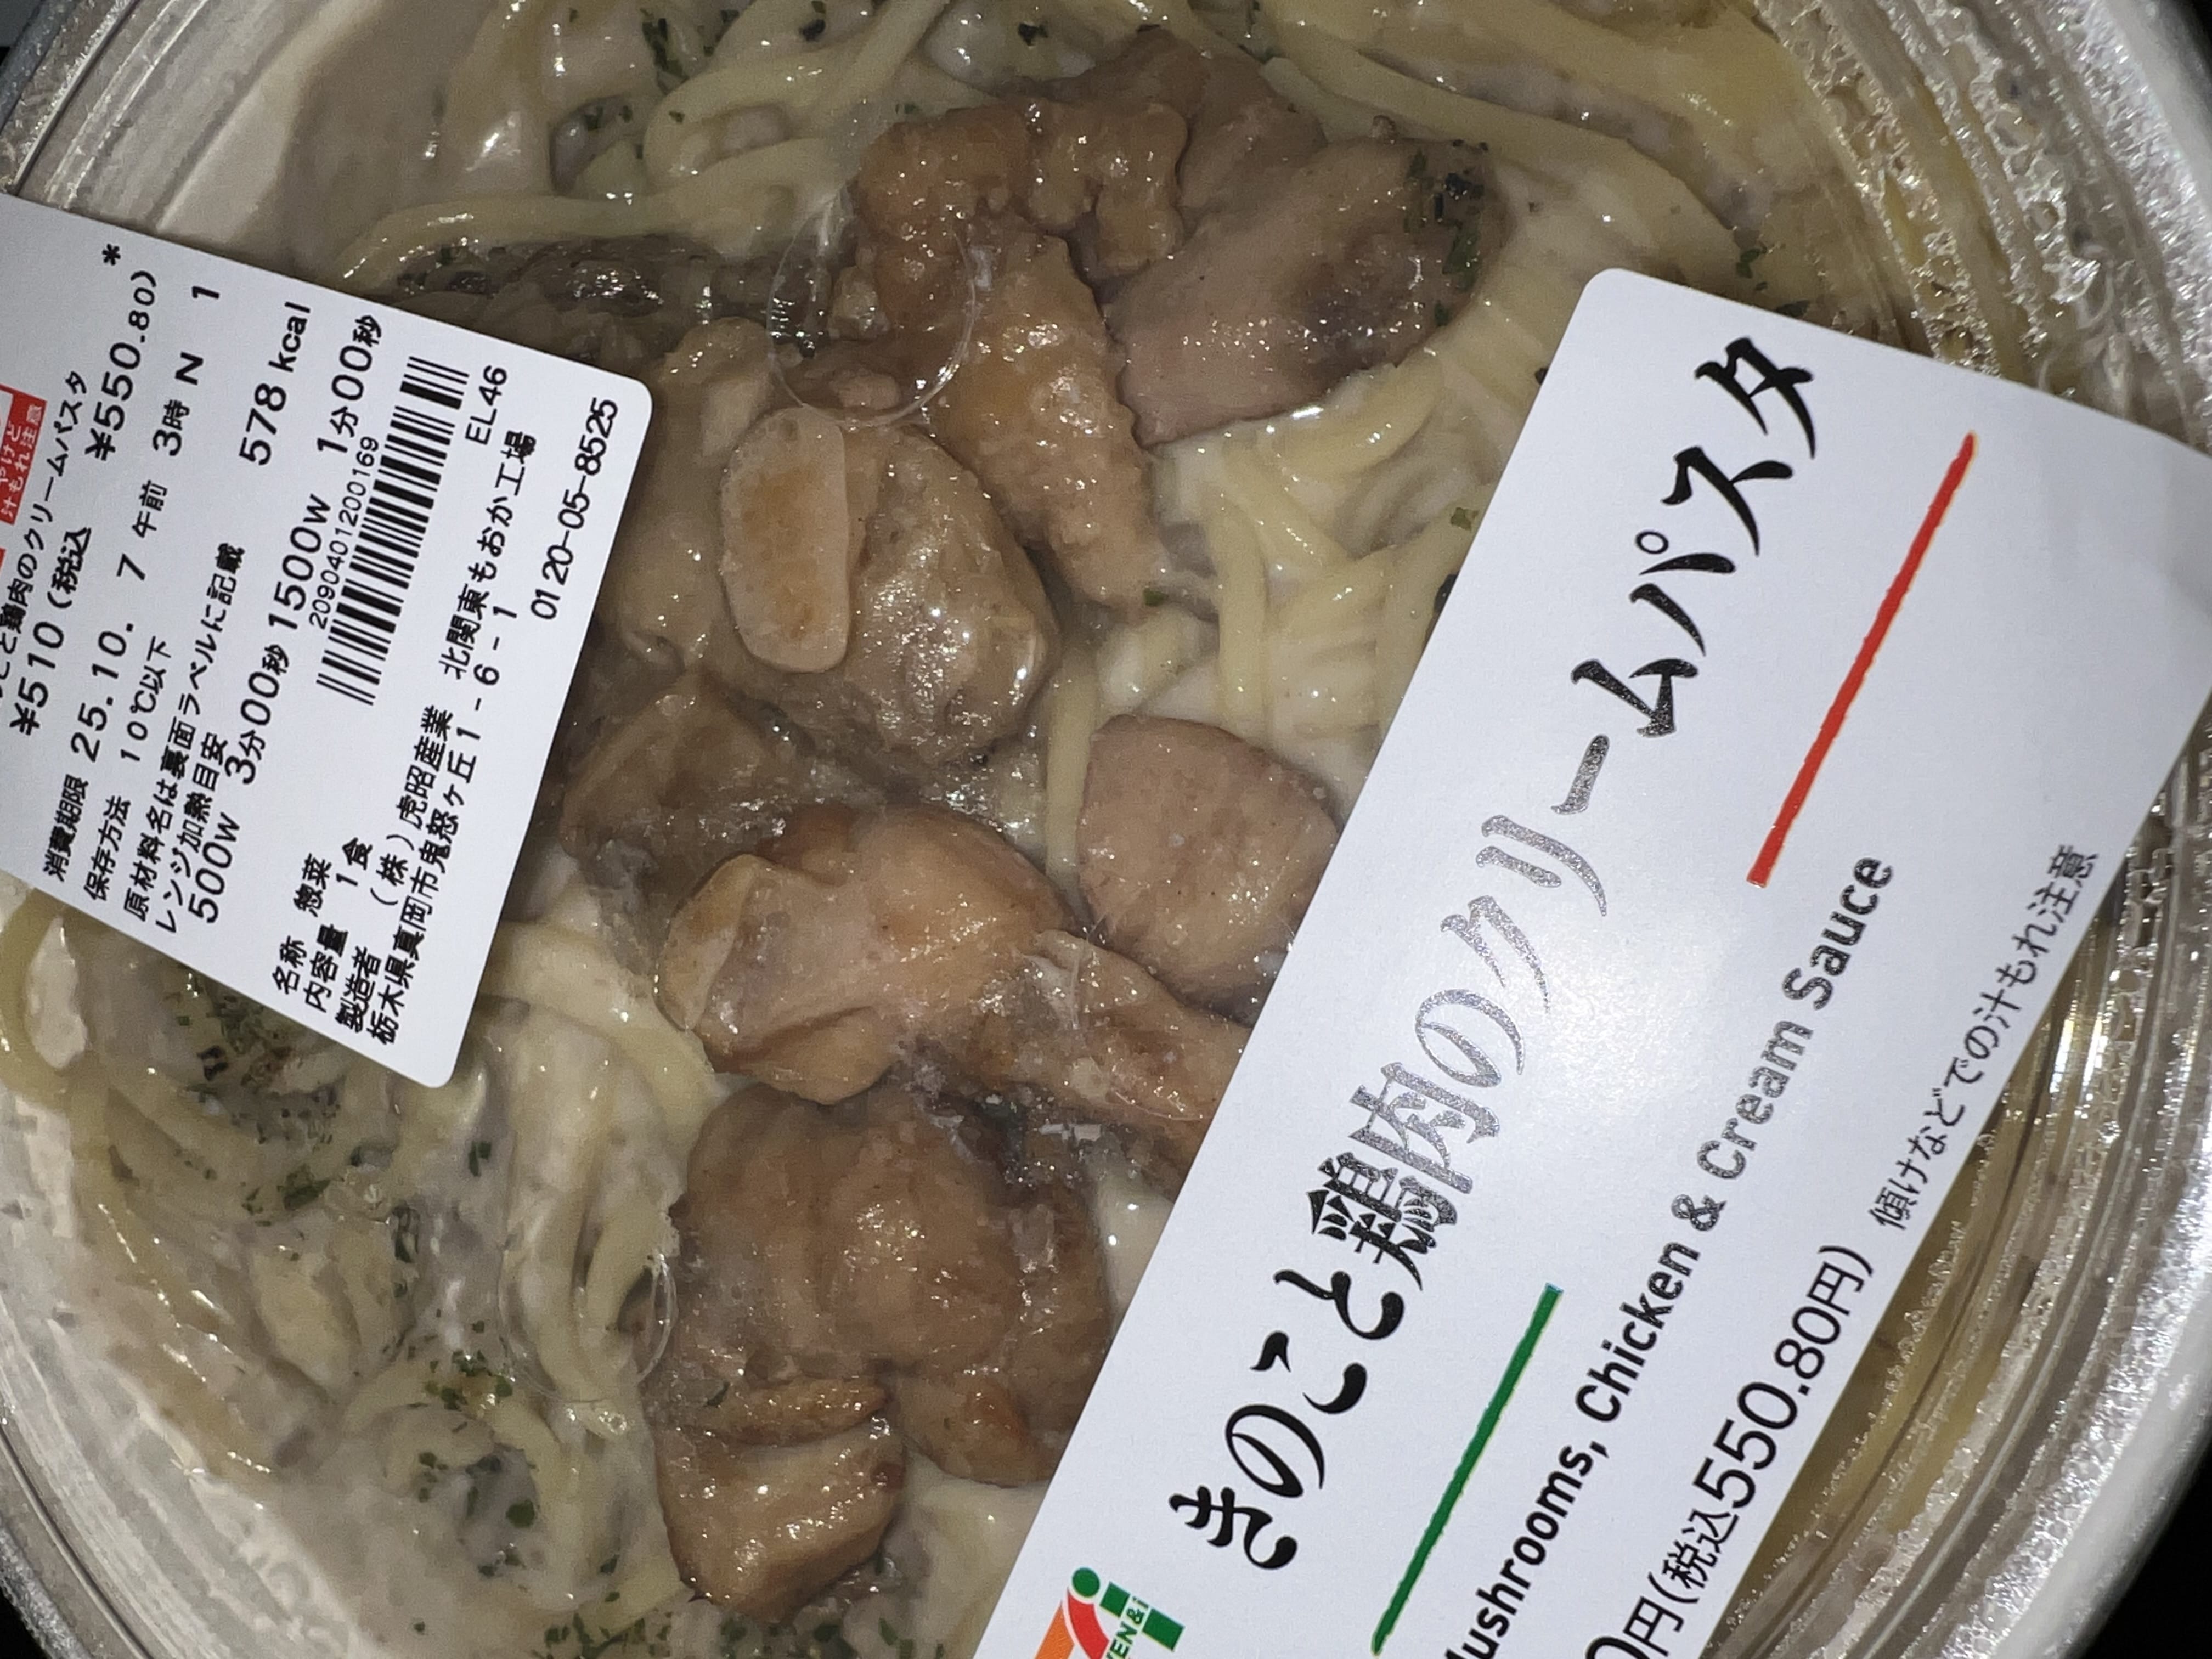 やけど
汁もれ注意
こと鶏肉のクリームパスタ
¥510(税込 ¥550.80) *
消費期限 25.10. 7 午前 3時 N 1
保存方法 10℃以下
原材料名は裏面ラベルに記載
レンジ加熱目安 578 kcal
500W 3分00秒 1500W 1分00秒
2090401200169
名称 惣菜
内容量 1食 EL46
製造者 (株)虎昭産業 北関東もおか工場
栃木県真岡市鬼怒ヶ丘1-6-1
0120-05-8525
きのこと鶏肉のクリームパスタ
ushrooms, Chicken & Cream Sauce
0円(税込550.80円) 傾けなどでの汁もれ注意
EN&i